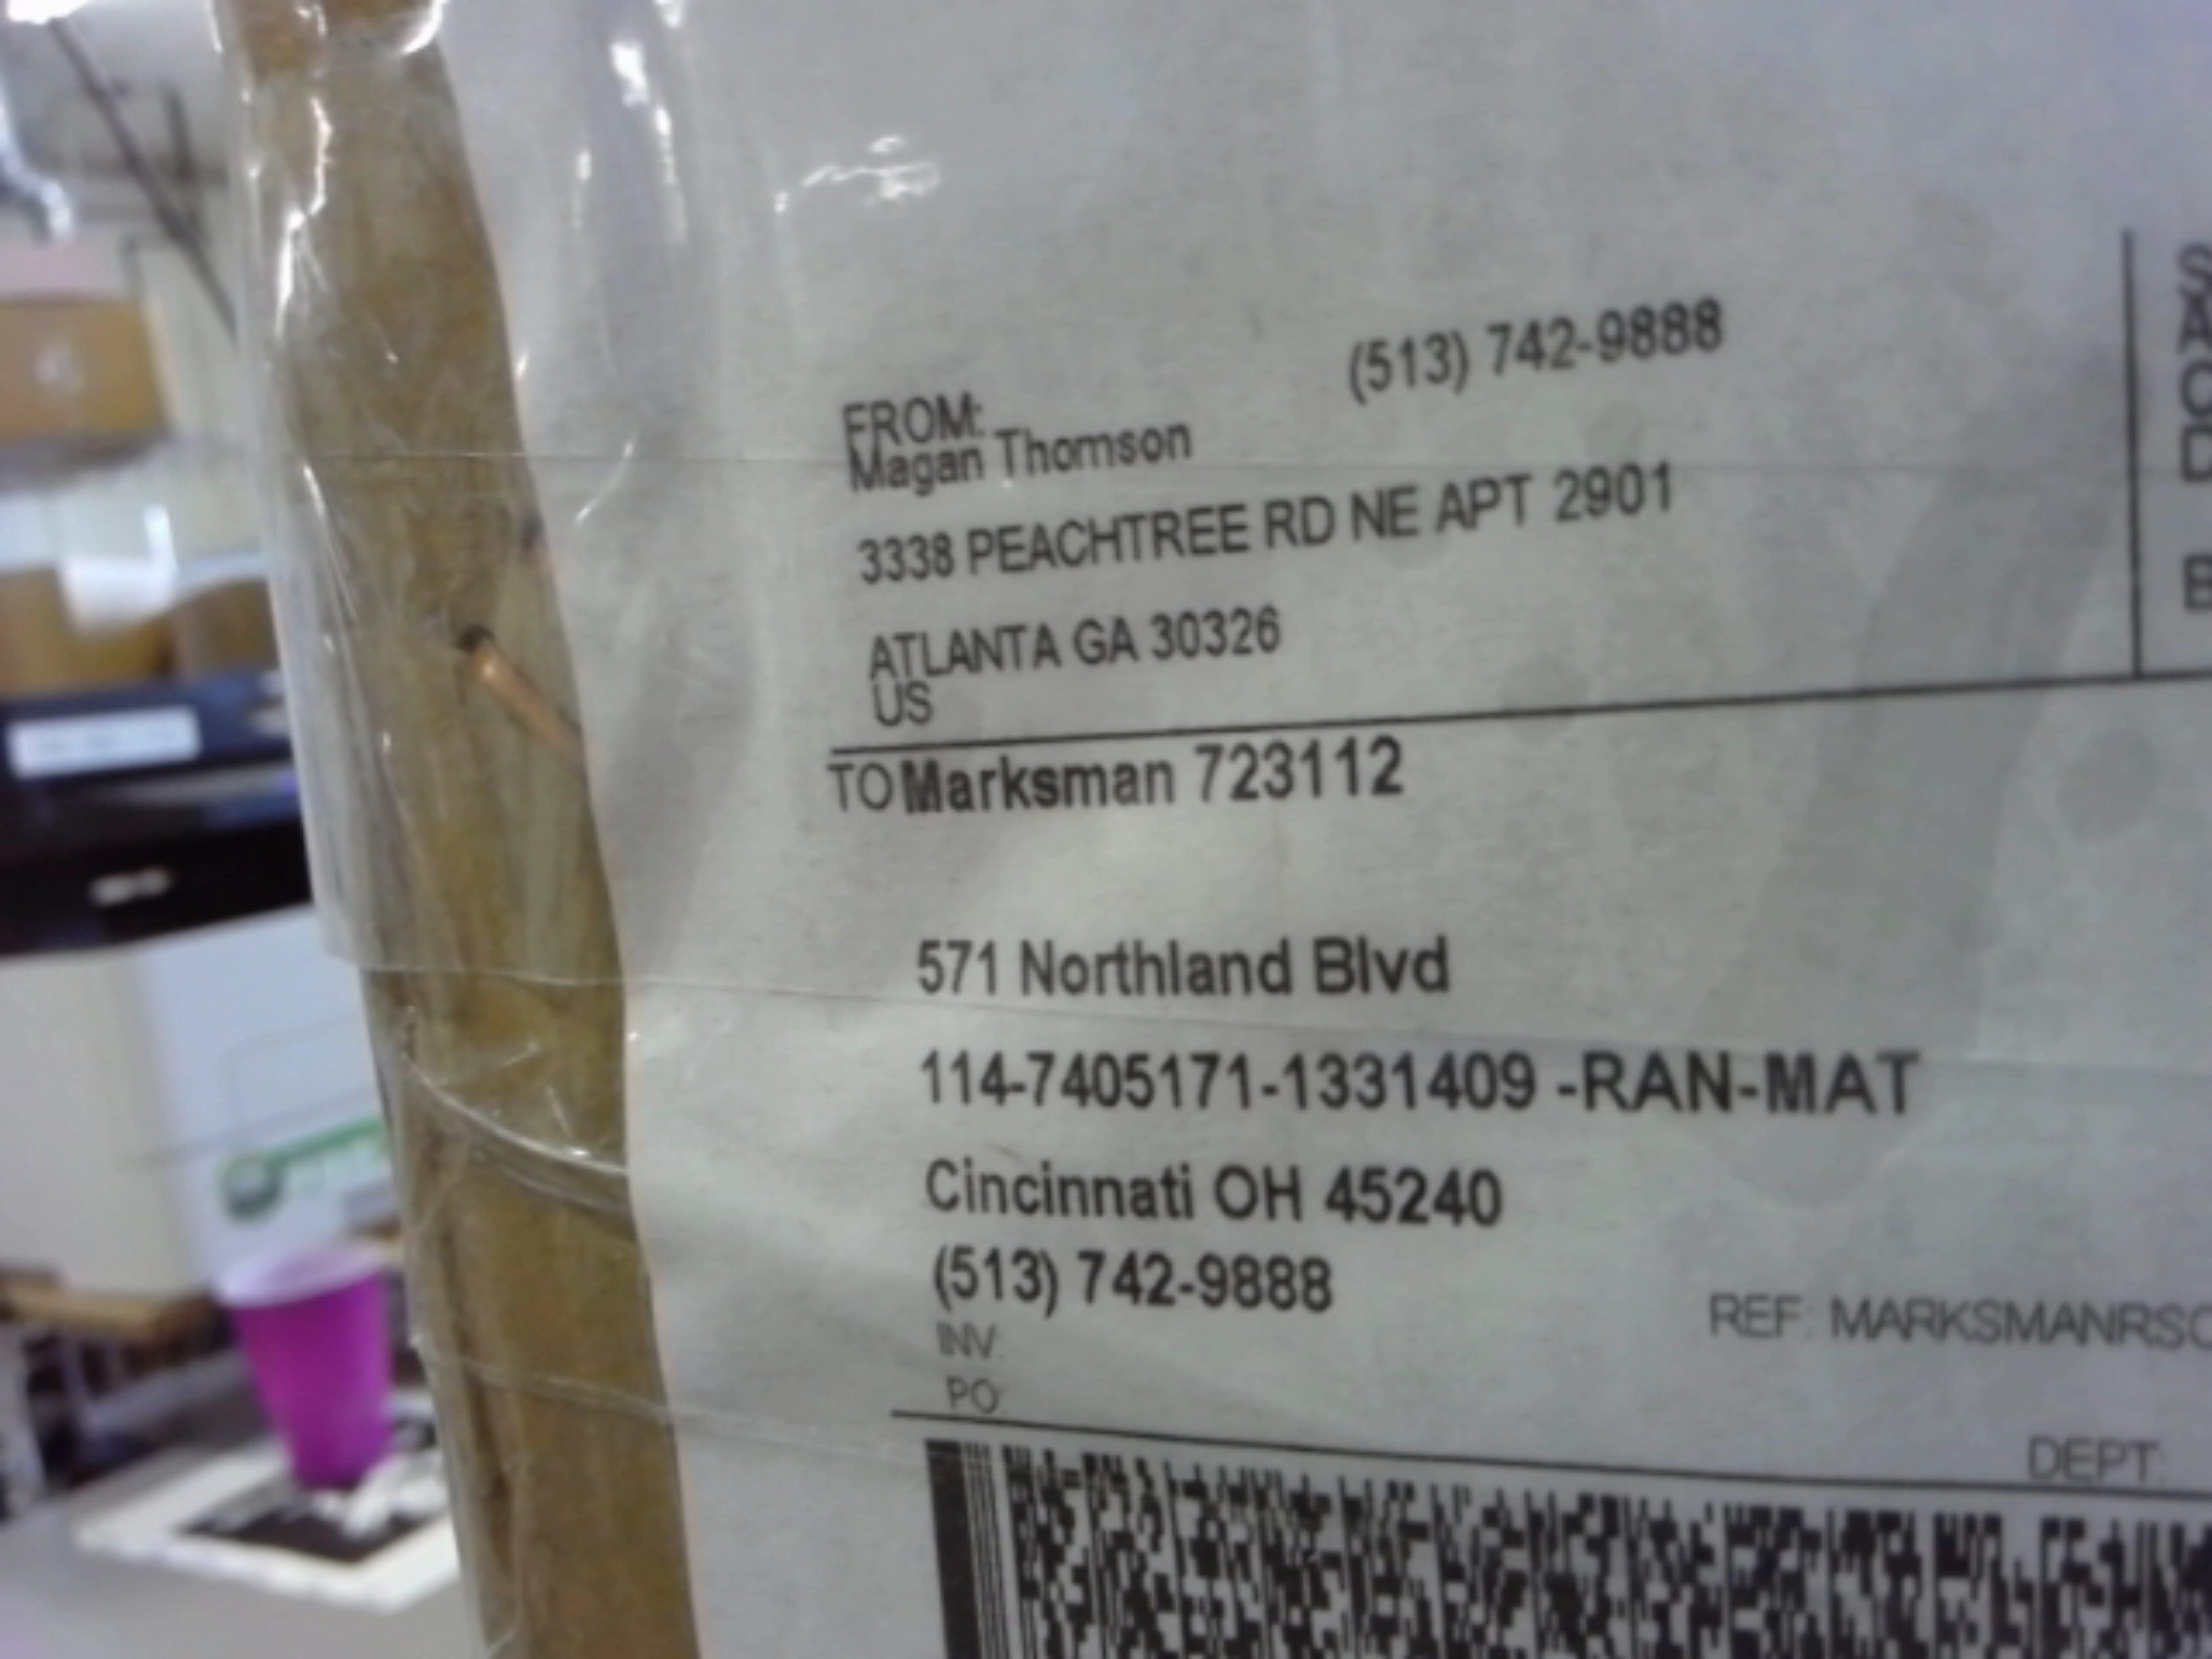 (513) 742-9888
FROM:
Magan Thomson
3338 PEACHTREE RD NE APT 2901
ATLANTA GA 30326
US
TO Marksman 723112
571 Northland Blvd
114-7405171-1331409 -RAN-MAT
Cincinnati OH 45240
(513) 742-9888
INV:
REF: MARKSMANRSG
PO:
DEPT: